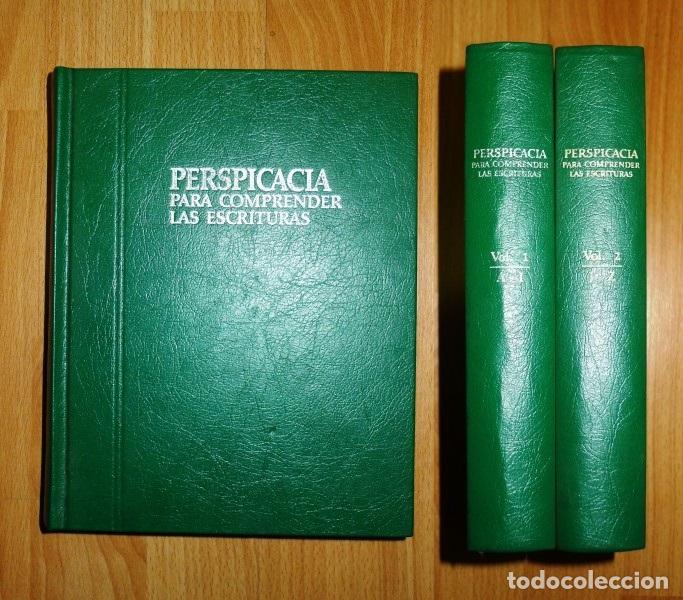 PERSPICACIA
PARA COMPRENDER
LAS ESCRITURAS
PERSPICACIA
PARA COMPRENDER
LAS ESCRITURAS
Vol. 1
PERSPICACIA
PARA COMPRENDER
LAS ESCRITURAS
Vol. 2
todocoleccion